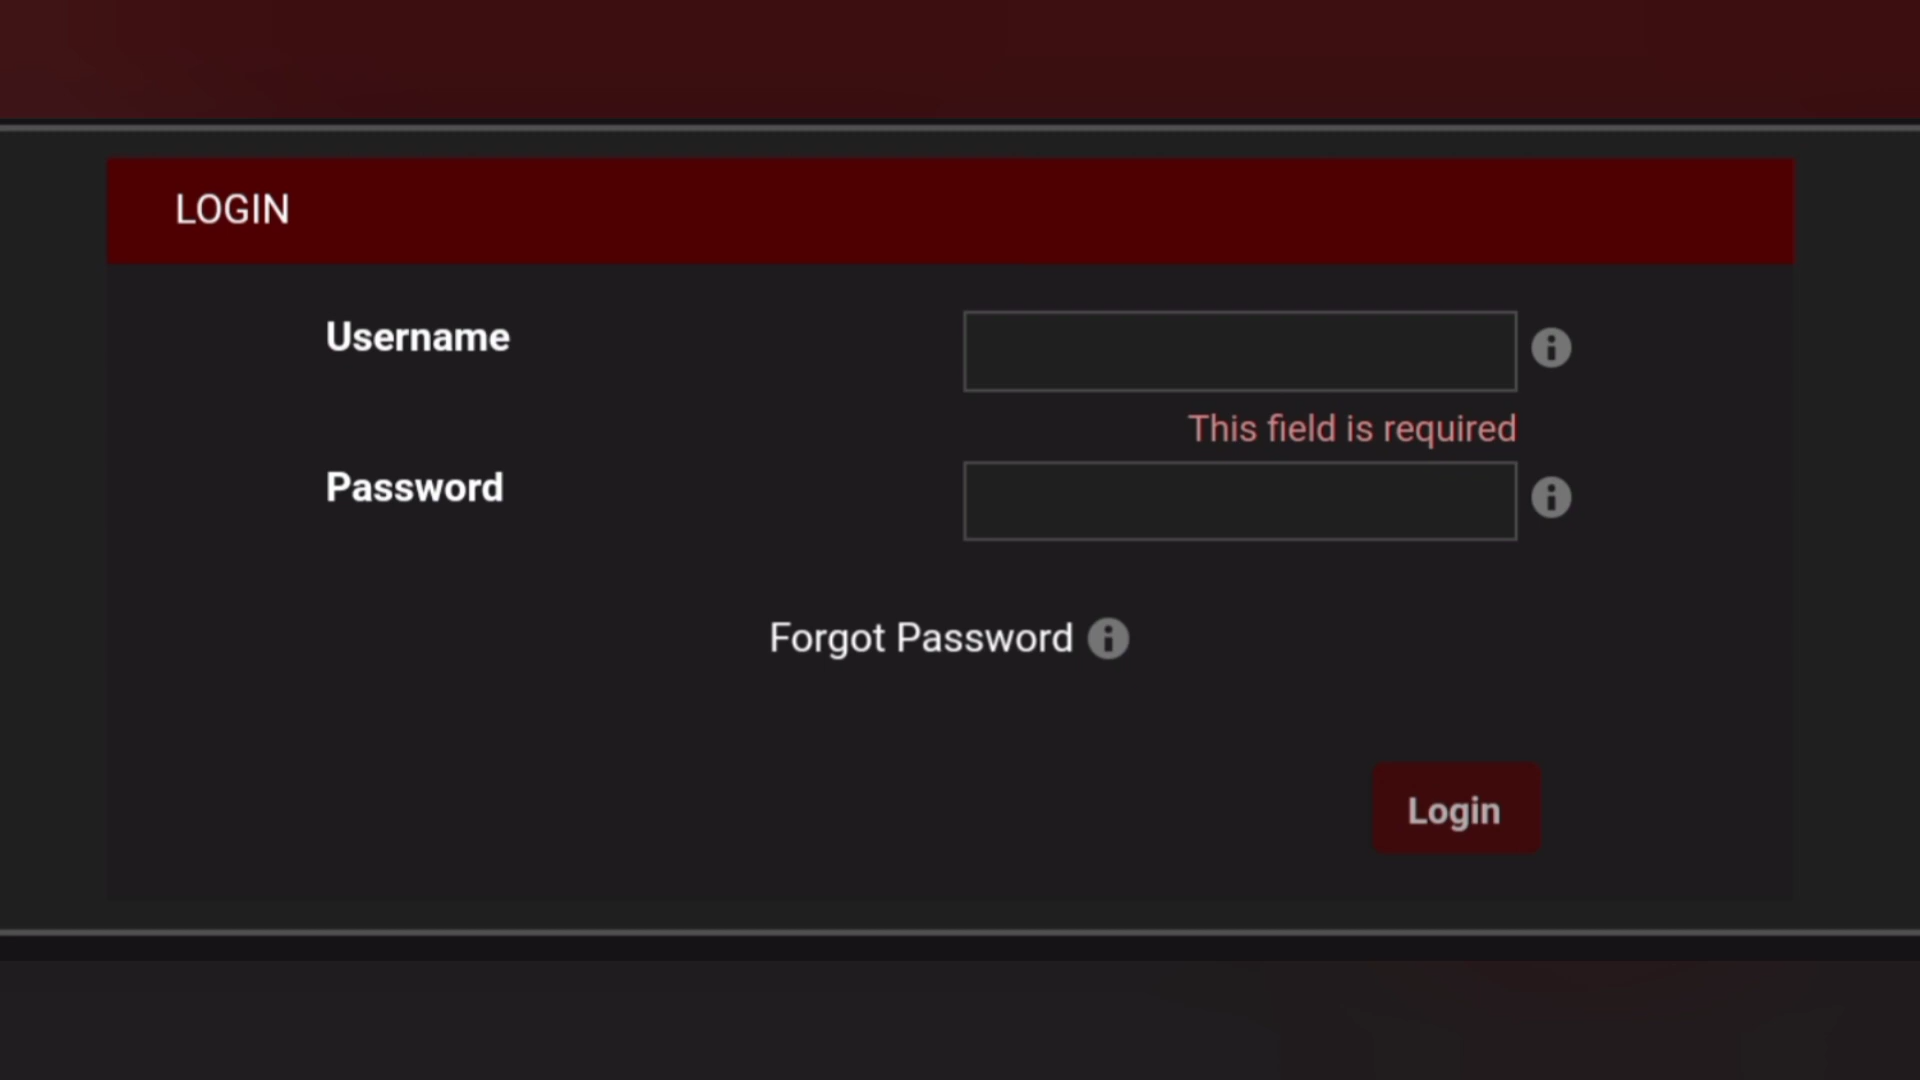 LOGIN
Username
This field is required
Password
Forgot Password
Login